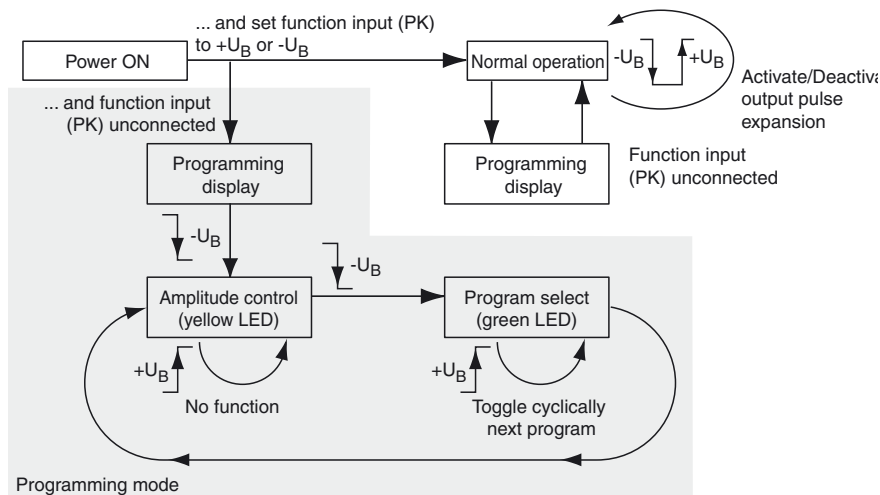 ... and set function input (PK)
to +UB or -UB
Power ON
Normal operation
-UB
+UB
Activate/Deactiva
output pulse
expansion
... and function input
(PK) unconnected
Programming
display
Programming
display
Function input
(PK) unconnected
-UB
-UB
Amplitude control
(yellow LED)
Program select
(green LED)
+UB
+UB
No function
Toggle cyclically
next program
Programming mode